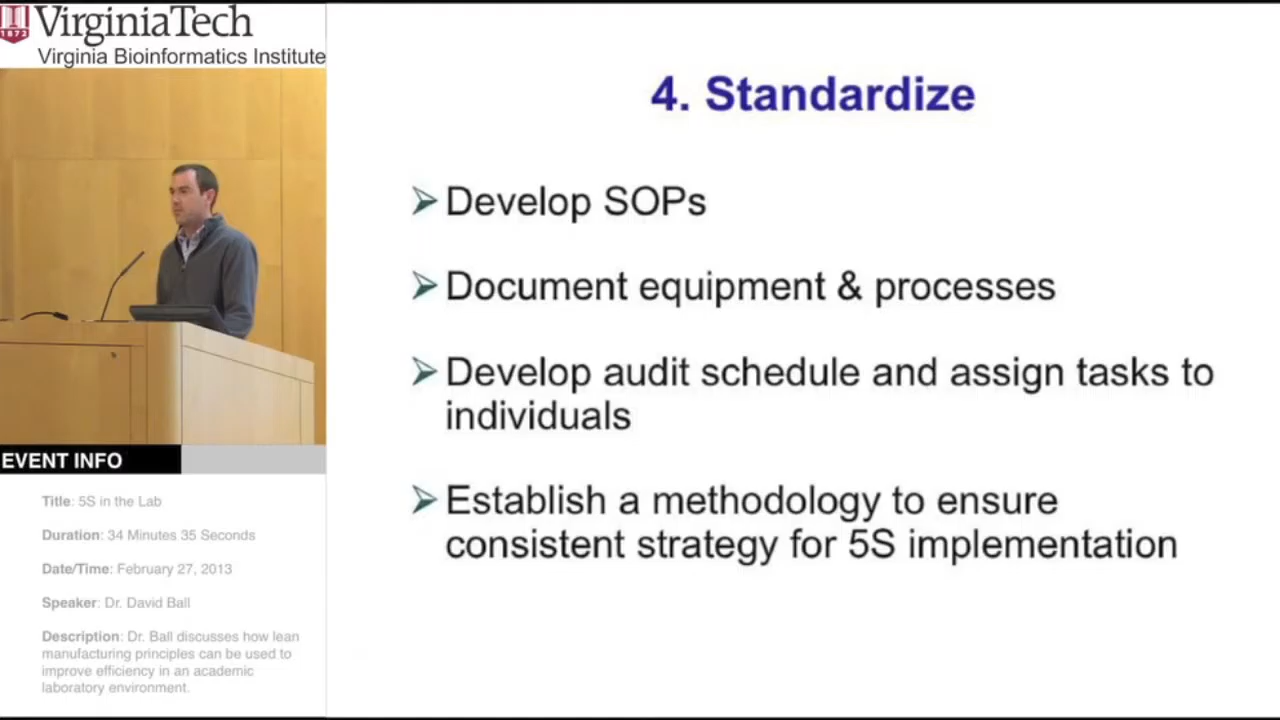 VirginiaTech
1872
Virginia Bioinformatics Institute
EVENT INFO
Title: 5S in the Lab
Duration: 34 Minutes 35 Seconds
Date/Time: February 27, 2013
Speaker: Dr. David Ball
Description: Dr. Ball discusses how lean
manufacturing principles can be used to
improve efficiency in an academic
laboratory environment.
4. Standardize
Develop SOPs
Document equipment & processes
Develop audit schedule and assign tasks to
individuals
Establish a methodology to ensure
consistent strategy for 5S implementation